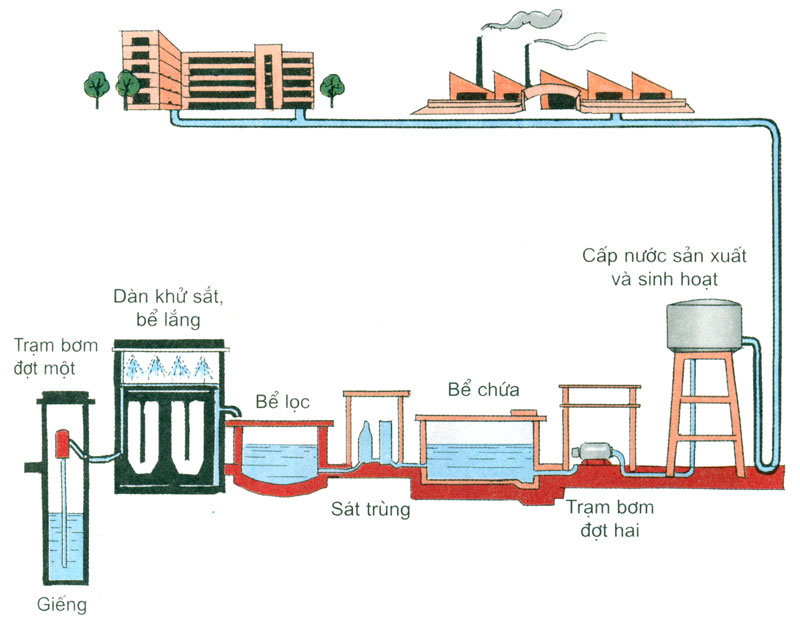 Cấp nước sản xuất
và sinh hoạt
Dàn khử sắt,
bể lắng
Trạm bơm
đợt một
Bể lọc
Bể chứa
Sát trùng
Trạm bơm
đợt hai
Giếng